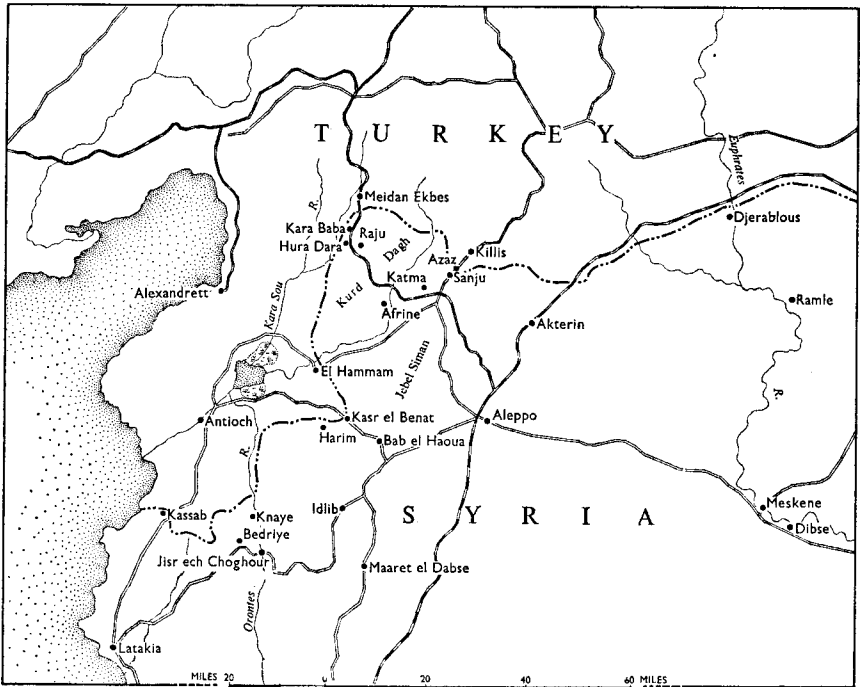 TURKEY
Euphrates
R.
Meidan Ekbes
Djerablous
Kara Baba
Raju
Hura Dara
Dagh
Killis
Azaz
Sanju
Katma
Kurd
Alexandrett
Kara Sou
R.
Afrine
Ramle
Akterin
Jebel Siman
El Hammam
Antioch
Kasr el Benat
Aleppo
Harim
Bab el Haoua
R.
Kassab
Knaye
Idlib
SYRIA
Meskene
Dibse
Bedriye
Jisr ech Choghour
Maaret el Dabse
Orontes
Latakia
MILES 20 0 20 40 60 MILES